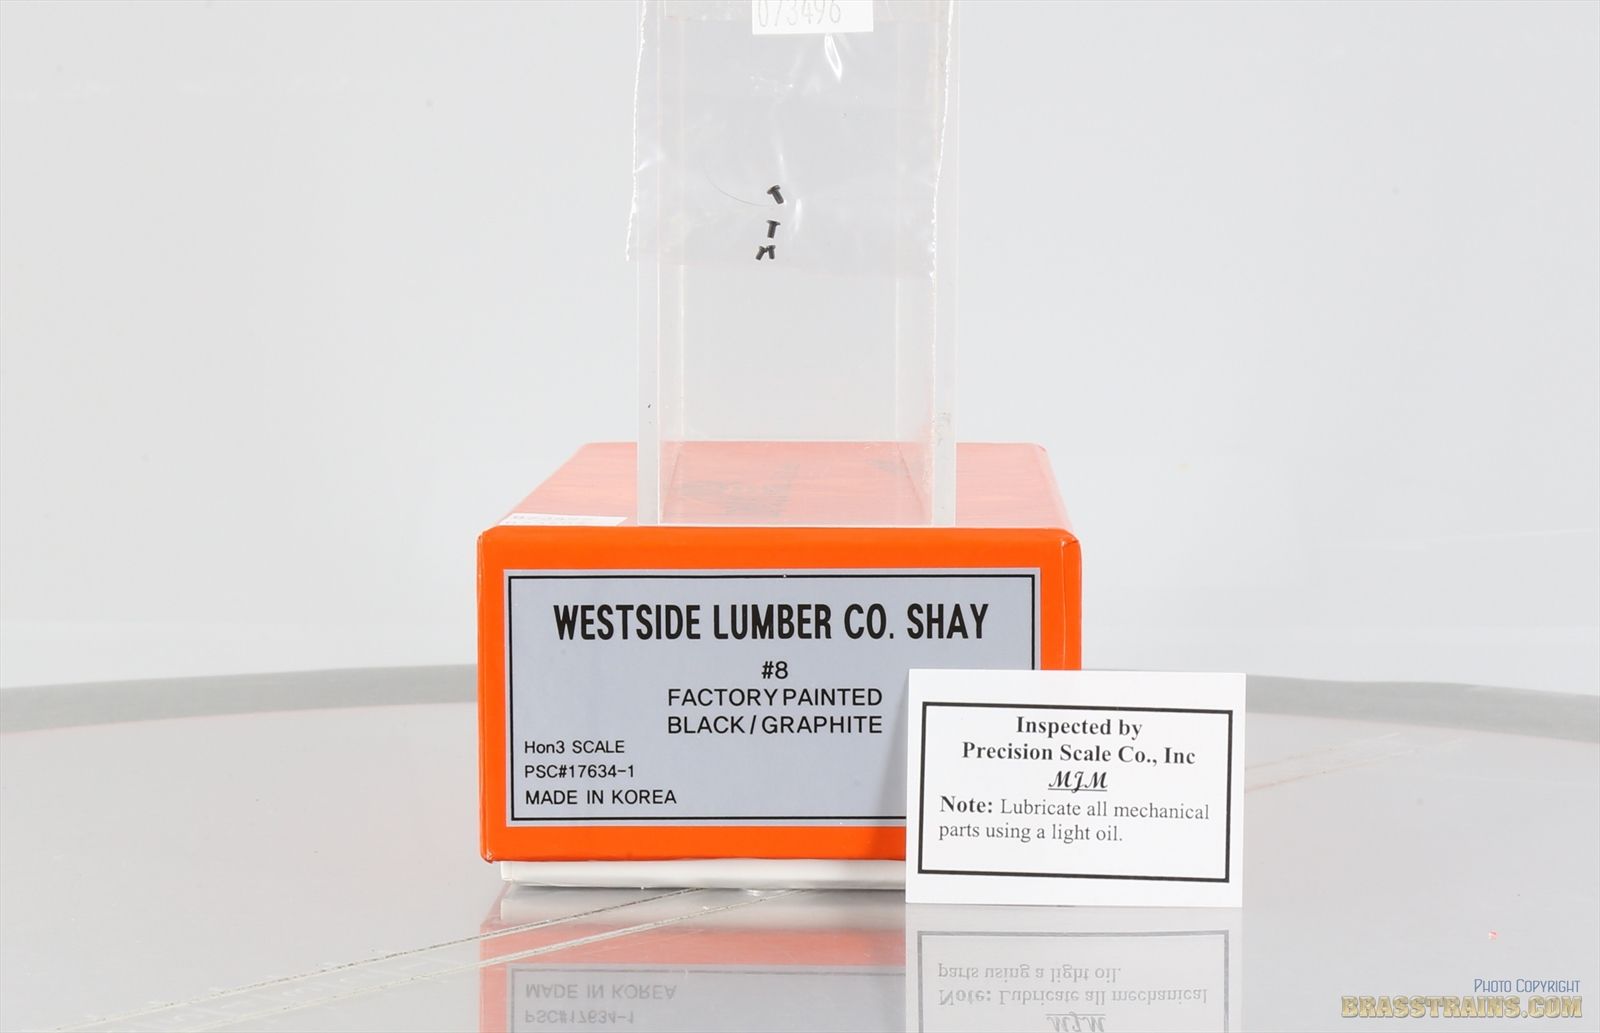 073496
WESTSIDE LUMBER CO. SHAY
#8
FACTORY PAINTED
BLACK/GRAPHITE
Hon3 SCALE
PSC#17634-1
MADE IN KOREA
Inspected by
Precision Scale Co., Inc
MJM
Note: Lubricate all mechanical
parts using a light oil.
PHOTO COPYRIGHT
BRASSTRAINS.COM